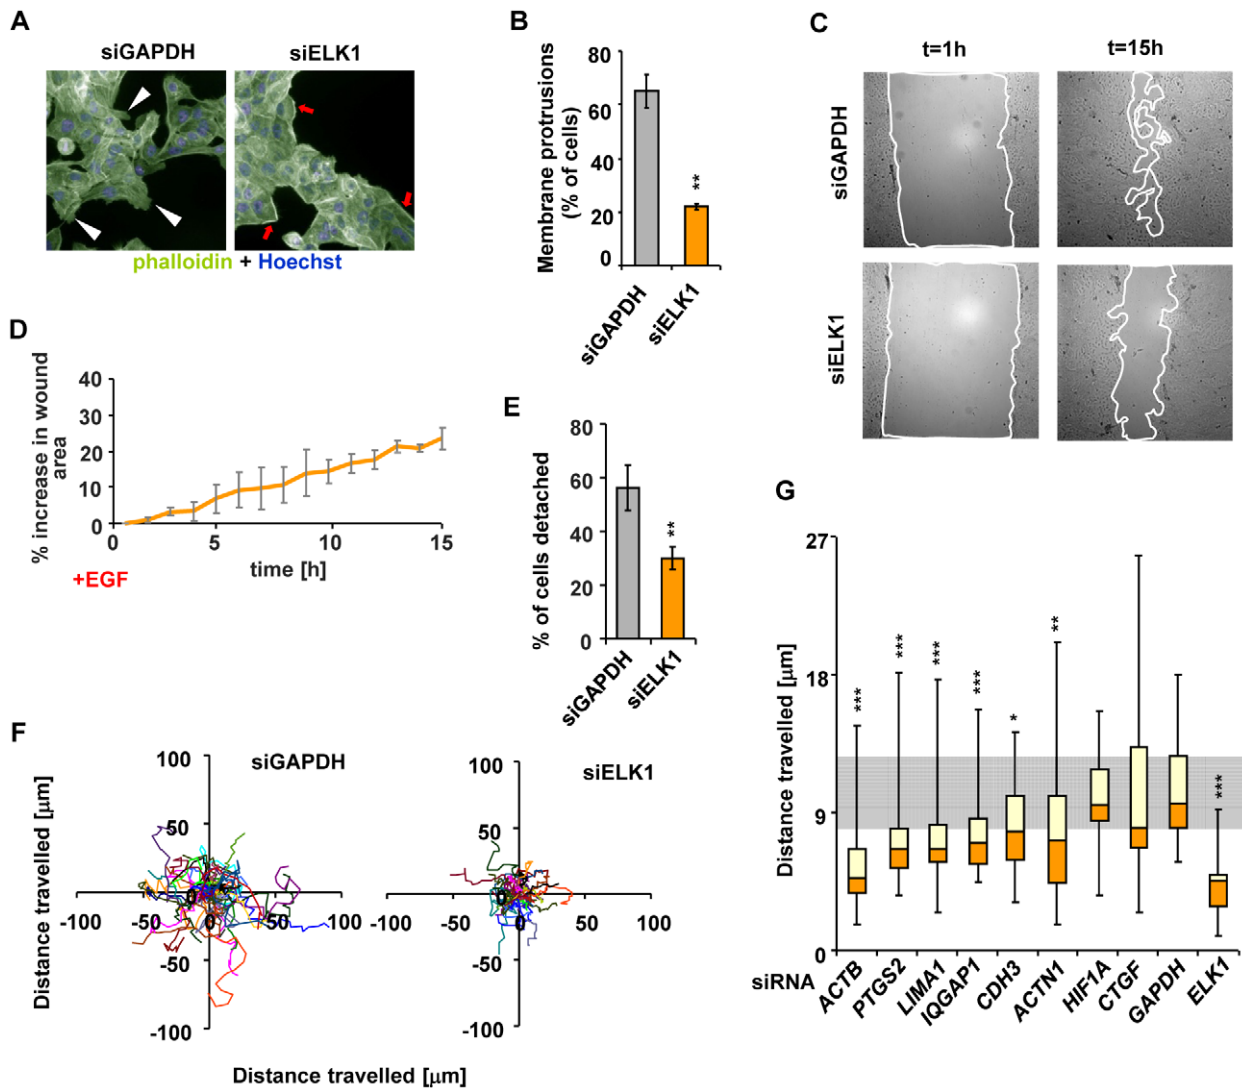 A
siGAPDH
siELK1
phalloidin + Hoechst
B
Membrane protrusions
(% of cells)
80
60
40
20
0
**
siGAPDH
siELK1
C
t=1h
t=15h
siGAPDH
siELK1
D
% increase in wound
area
40
30
20
10
0
0
5
10
15
time [h]
+EGF
E
% of cells detached
80
60
40
20
0
**
siGAPDH
siELK1
F
siGAPDH
Distance travelled [µm]
100
50
0
-50
-100
-100
-50
0
50
100
siELK1
100
50
0
-50
-100
0
50
100
Distance travelled [µm]
G
Distance travelled [µm]
27
18
9
0
***
***
***
***
*
**
***
siRNA
ACTB
PTGS2
LIMA1
IQGAP1
CDH3
ACTN1
HIF1A
CTGF
GAPDH
ELK1